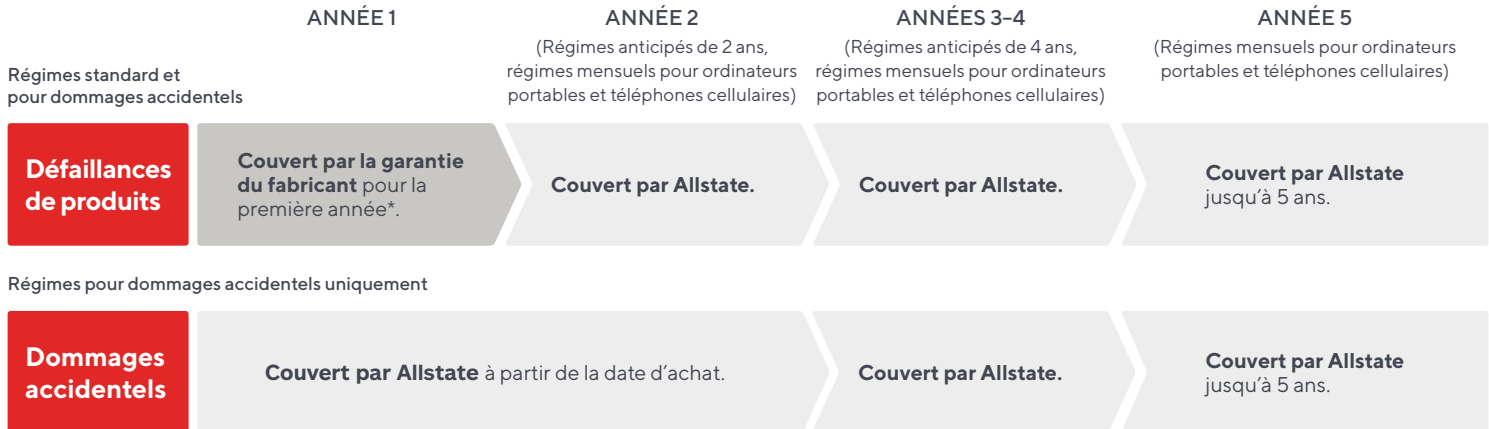 ANNÉE 1
ANNÉE 2
ANNÉES 3–4
ANNÉE 5
(Régimes anticipés de 2 ans,
régimes mensuels pour ordinateurs
portables et téléphones cellulaires)
(Régimes anticipés de 4 ans,
régimes mensuels pour ordinateurs
portables et téléphones cellulaires)
(Régimes mensuels pour ordinateurs
portables et téléphones cellulaires)
Régimes standard et
pour dommages accidentels
Défaillances
de produits
Couvert par la garantie
du fabricant pour la
première année*.
Couvert par Allstate.
Couvert par Allstate.
Couvert par Allstate
jusqu’à 5 ans.
Régimes pour dommages accidentels uniquement
Dommages
accidentels
Couvert par Allstate à partir de la date d’achat.
Couvert par Allstate.
Couvert par Allstate
jusqu’à 5 ans.